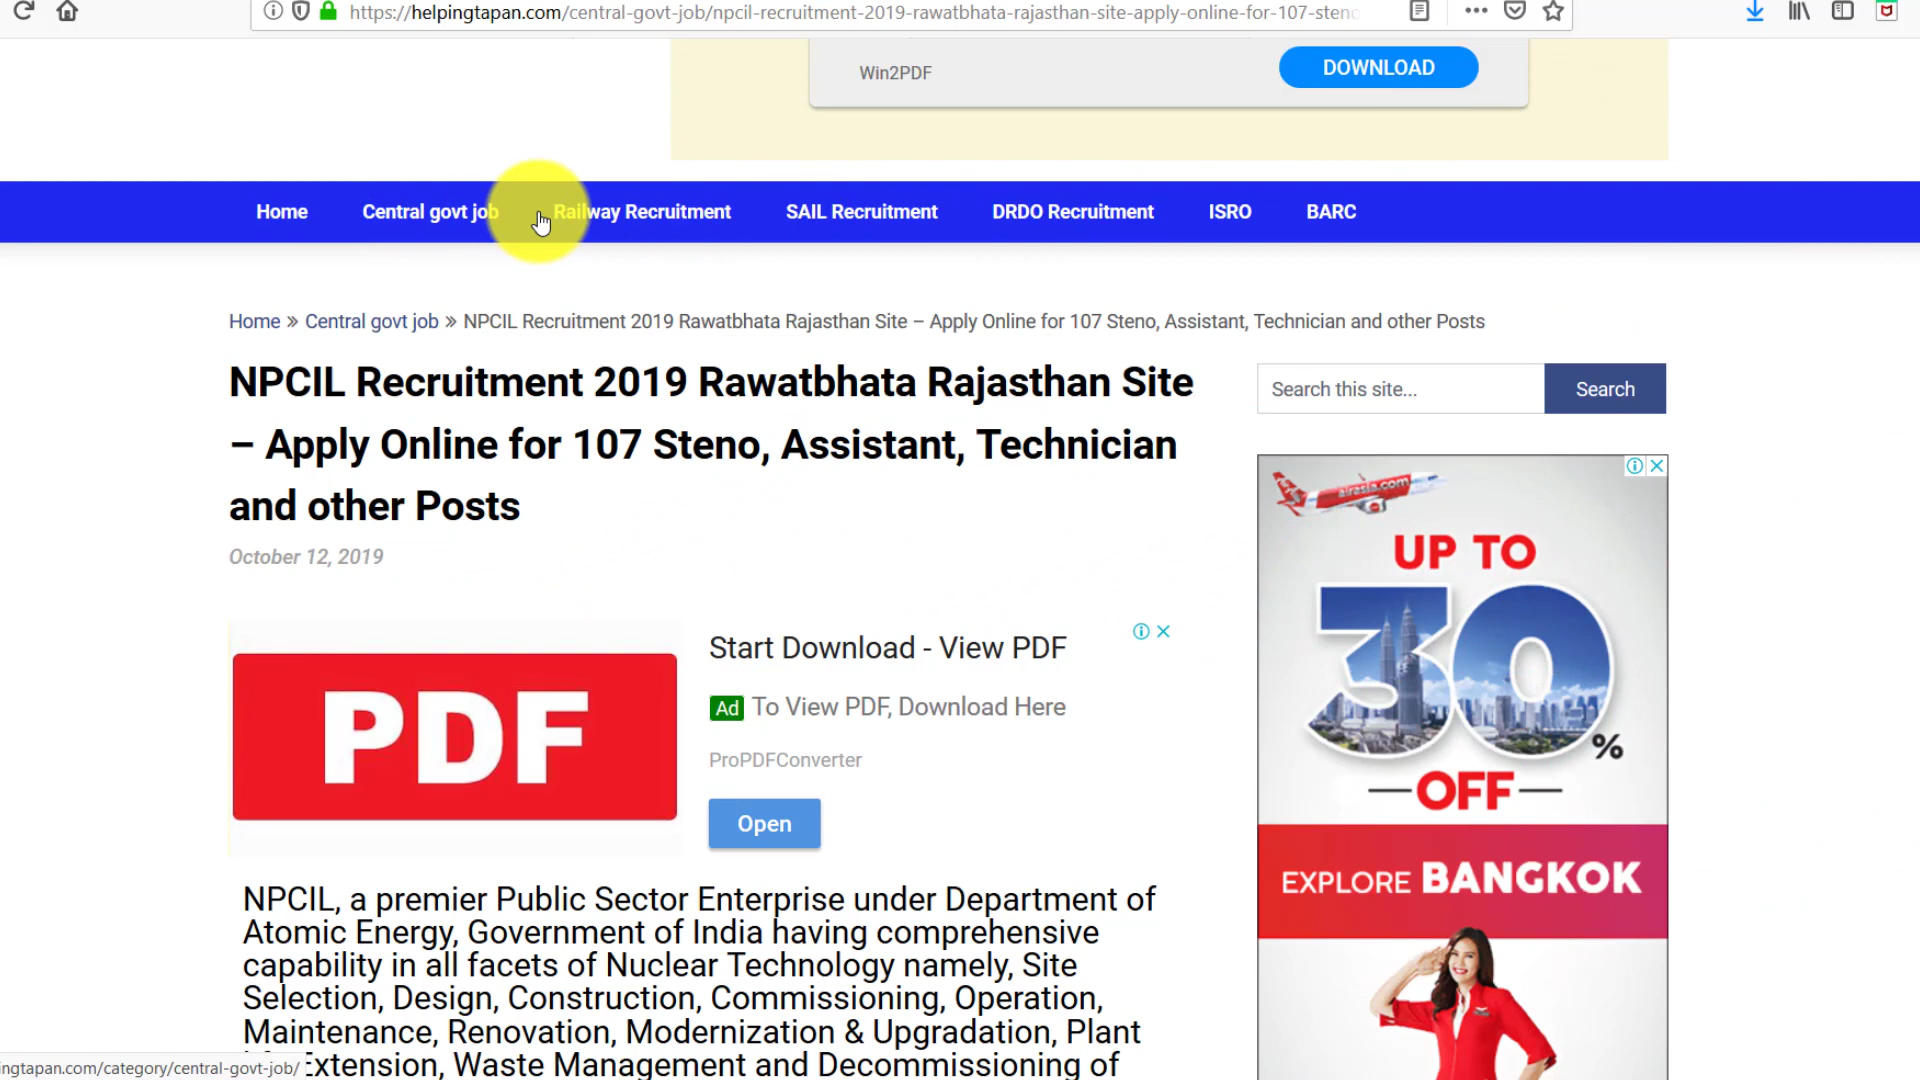 https://helpingtapan.com/central-govt-job/npcil-recruitment-2019-rawatbhata-rajasthan-site-apply-online-for-107-steno
Win2PDF
DOWNLOAD
Home
Central govt job
Railway Recruitment
SAIL Recruitment
DRDO Recruitment
ISRO
BARC
Home » Central govt job » NPCIL Recruitment 2019 Rawatbhata Rajasthan Site – Apply Online for 107 Steno, Assistant, Technician and other Posts
NPCIL Recruitment 2019 Rawatbhata Rajasthan Site
– Apply Online for 107 Steno, Assistant, Technician
and other Posts
October 12, 2019
Search this site...
Search
PDF
Start Download - View PDF
Ad To View PDF, Download Here
ProPDFConverter
Open
airasia.com
UP TO
30%
OFF
EXPLORE BANGKOK
NPCIL, a premier Public Sector Enterprise under Department of
Atomic Energy, Government of India having comprehensive
capability in all facets of Nuclear Technology namely, Site
Selection, Design, Construction, Commissioning, Operation,
Maintenance, Renovation, Modernization & Upgradation, Plant
Extension, Waste Management and Decommissioning of
ingtapan.com/category/central-govt-job/